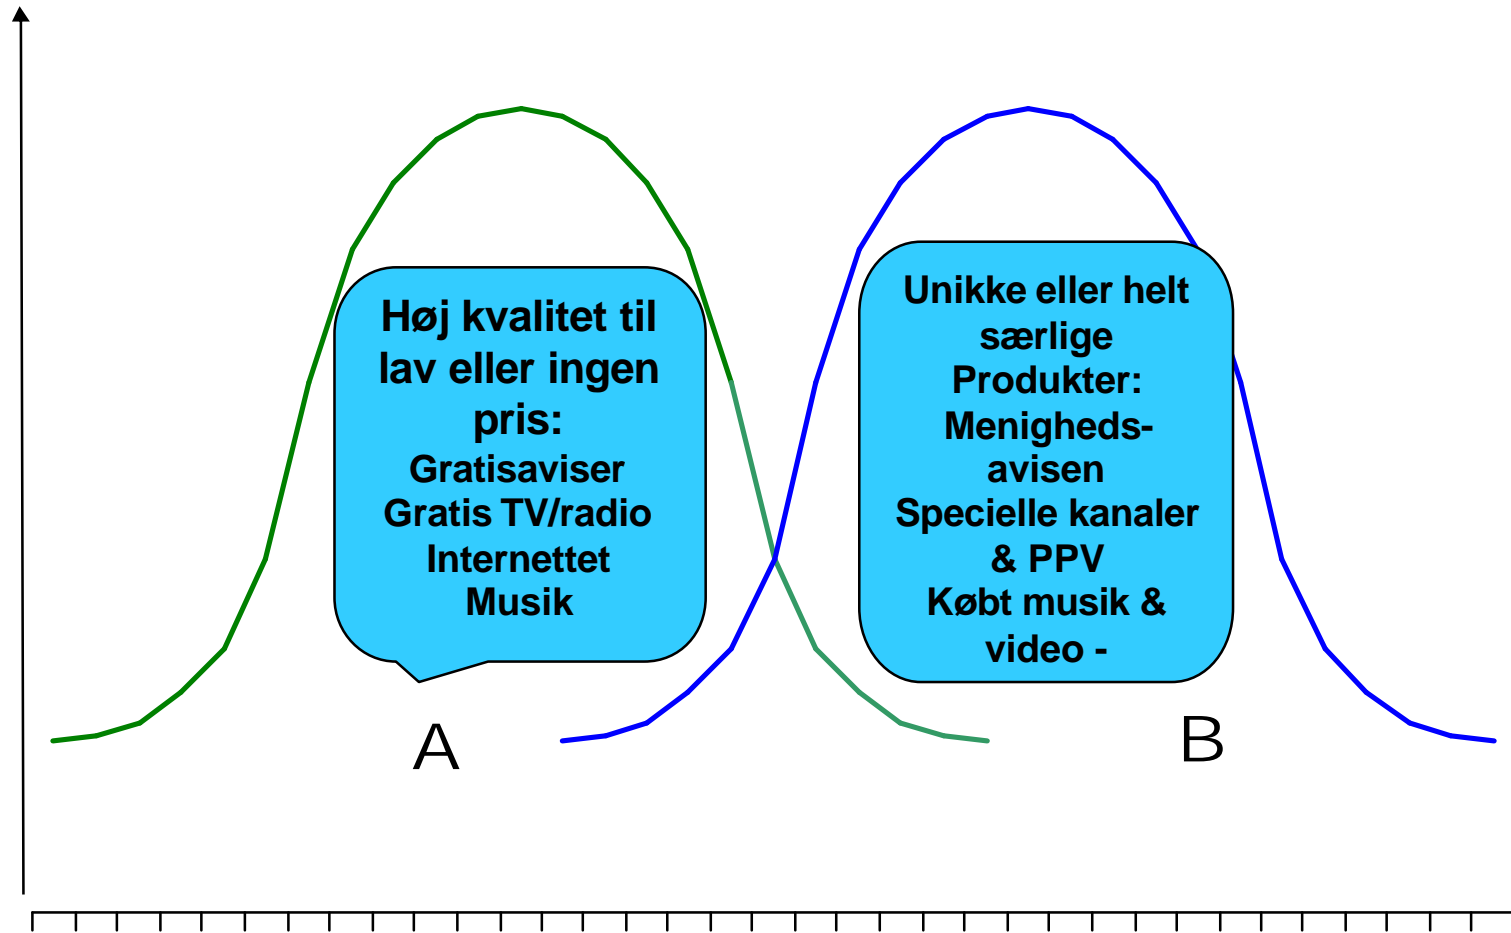 Høj kvalitet til
lav eller ingen
pris:
Gratisaviser
Gratis TV/radio
Internettet
Musik
A
Unikke eller helt
særlige
Produkter:
Menigheds-
avisen
Specielle kanaler
& PPV
Købt musik &
video -
B